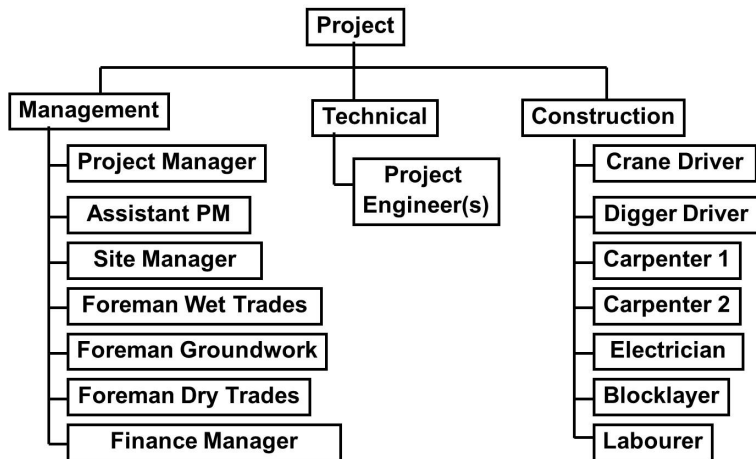 Project
Management
Project Manager
Assistant PM
Site Manager
Foreman Wet Trades
Foreman Groundwork
Foreman Dry Trades
Finance Manager
Technical
Project
Engineer(s)
Construction
Crane Driver
Digger Driver
Carpenter 1
Carpenter 2
Electrician
Blocklayer
Labourer